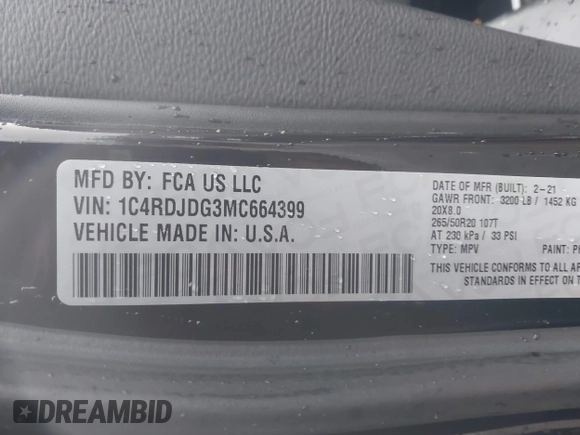 MFD BY: FCA US LLC
VIN: 1C4RDJDG3MC664399
VEHICLE MADE IN: U.S.A.
DATE OF MFR (BUILT): 2-21
GAWR FRONT: 3200 LB / 1452 KG
20X8.0
265/50R20 107T
AT 230 kPa / 33 PSI
TYPE: MPV PAINT:
THIS VEHICLE CONFORMS TO ALL
STANDARDS IN EFFECT ON THE
DREAMBID